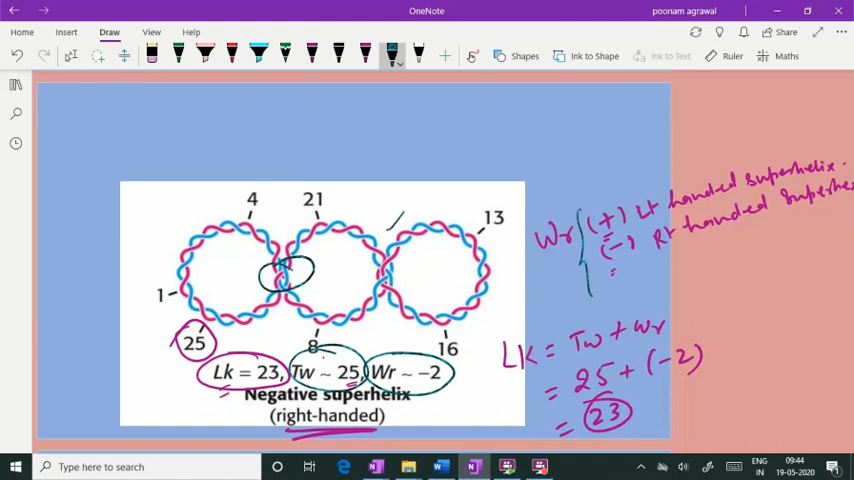 OneNote
poonam agrawal
Home
Insert
Draw
View
Help
Share
Shapes
Ink to Shape
Ink to Text
Ruler
Maths
4
21
13
1
25
8
16
Lk = 23, Tw ~ 25, Wr ~ −2
Negative superhelix
(right-handed)
Wr { (+) Lt handed superhelix.
(-) Rt handed Superhe
LK = Tw + Wr
= 25 + (-2)
= 23
Type here to search
ENG
IN
09:44
19-05-2020